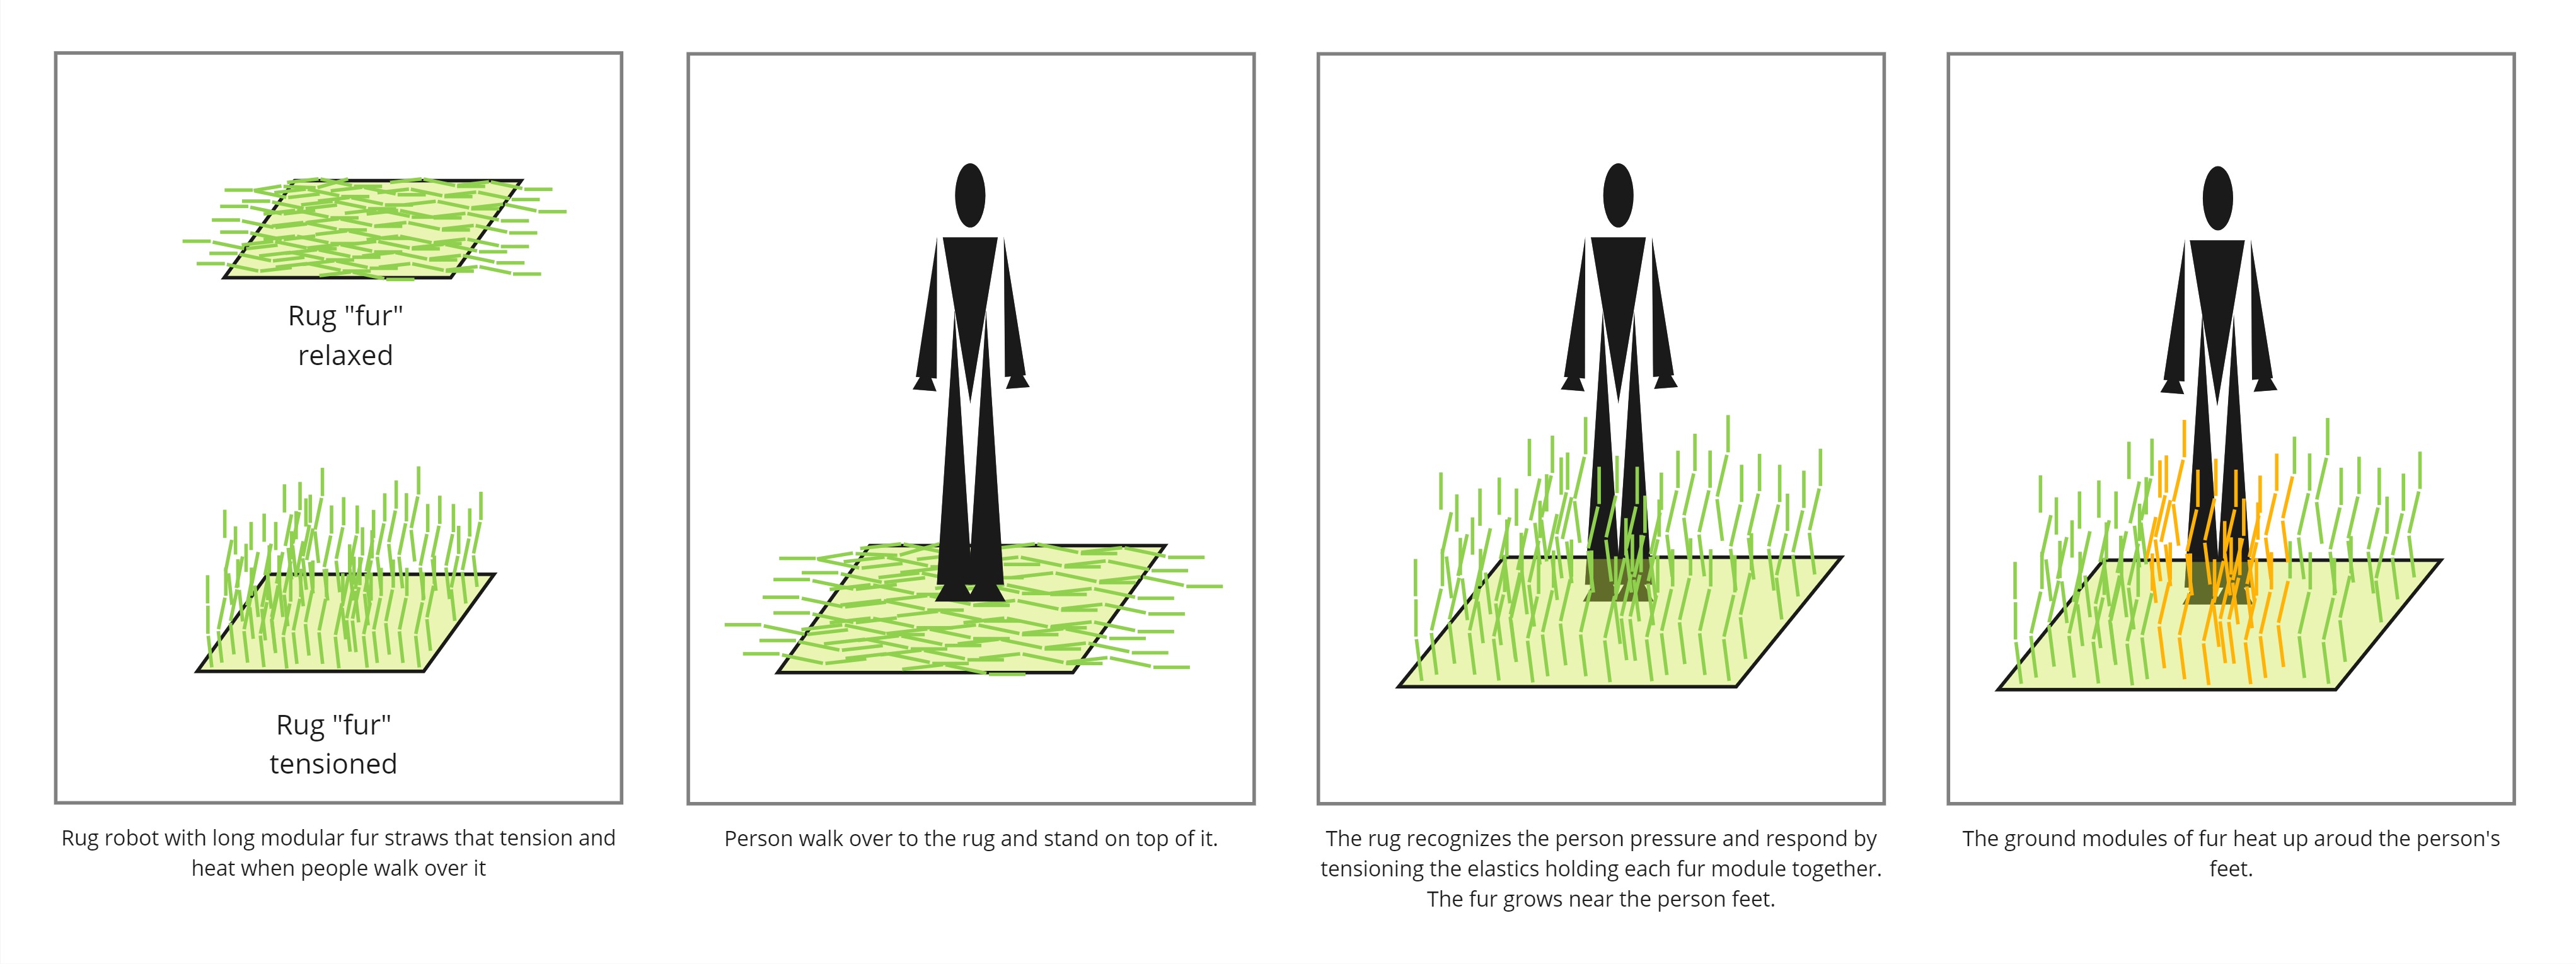 Rug "fur"
relaxed
Rug "fur"
tensioned
Rug robot with long modular fur straws that tension and
heat when people walk over it
Person walk over to the rug and stand on top of it.
The rug recognizes the person pressure and respond by
tensioning the elastics holding each fur module together.
The fur grows near the person feet.
The ground modules of fur heat up aroud the person's
feet.